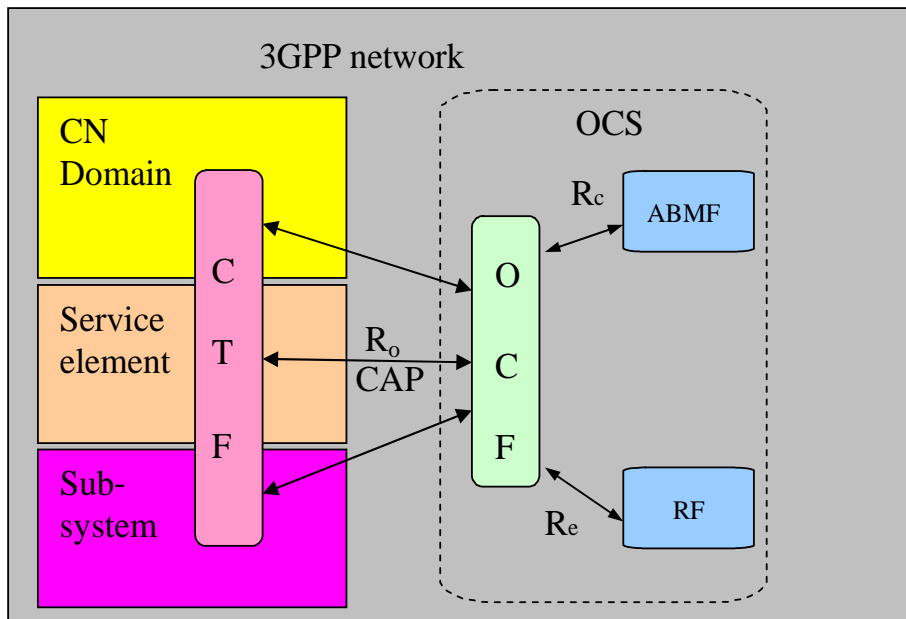 3GPP network
CN
Domain
Service
element
Sub-
system
C
T
F
Ro
CAP
OCS
O
C
F
Rc
ABMF
Re
RF